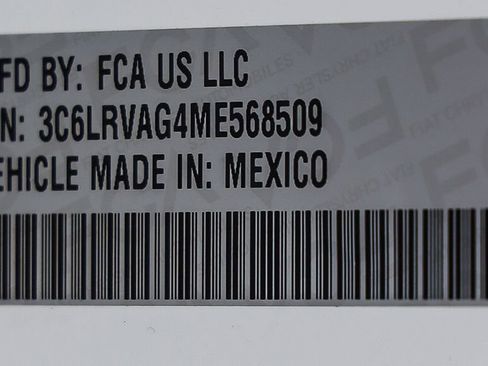 FD BY: FCA US LLC
N: 3C6LRVAG4ME568509
EHICLE MADE IN: MEXICO